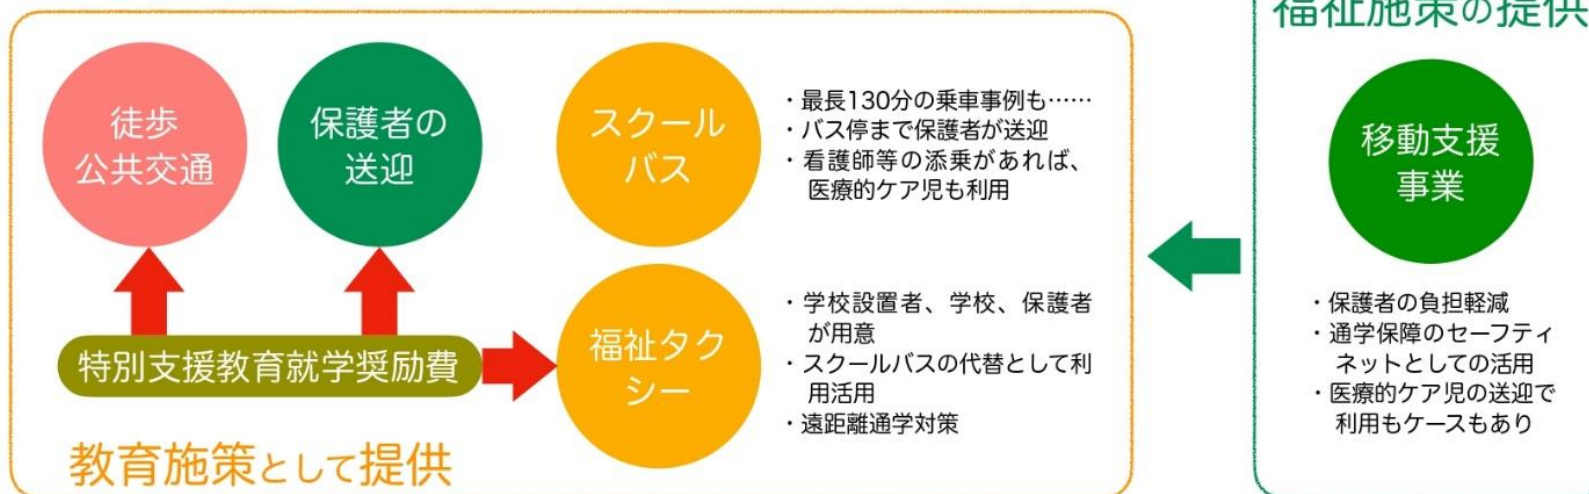 徒歩
公共交通
保護者の
送迎
スクール
バス
・最長130分の乗車事例も……
・バス停まで保護者が送迎
・看護師等の添乗があれば、
医療的ケア児も利用
特別支援教育就学奨励費
福祉タク
シー
・学校設置者、学校、保護者
が用意
・スクールバスの代替として利
用活用
・遠距離通学対策
教育施策として提供
福祉施策の提供
移動支援
事業
・保護者の負担軽減
・通学保障のセーフティ
ネットとしての活用
・医療的ケア児の送迎で
利用もケースもあり